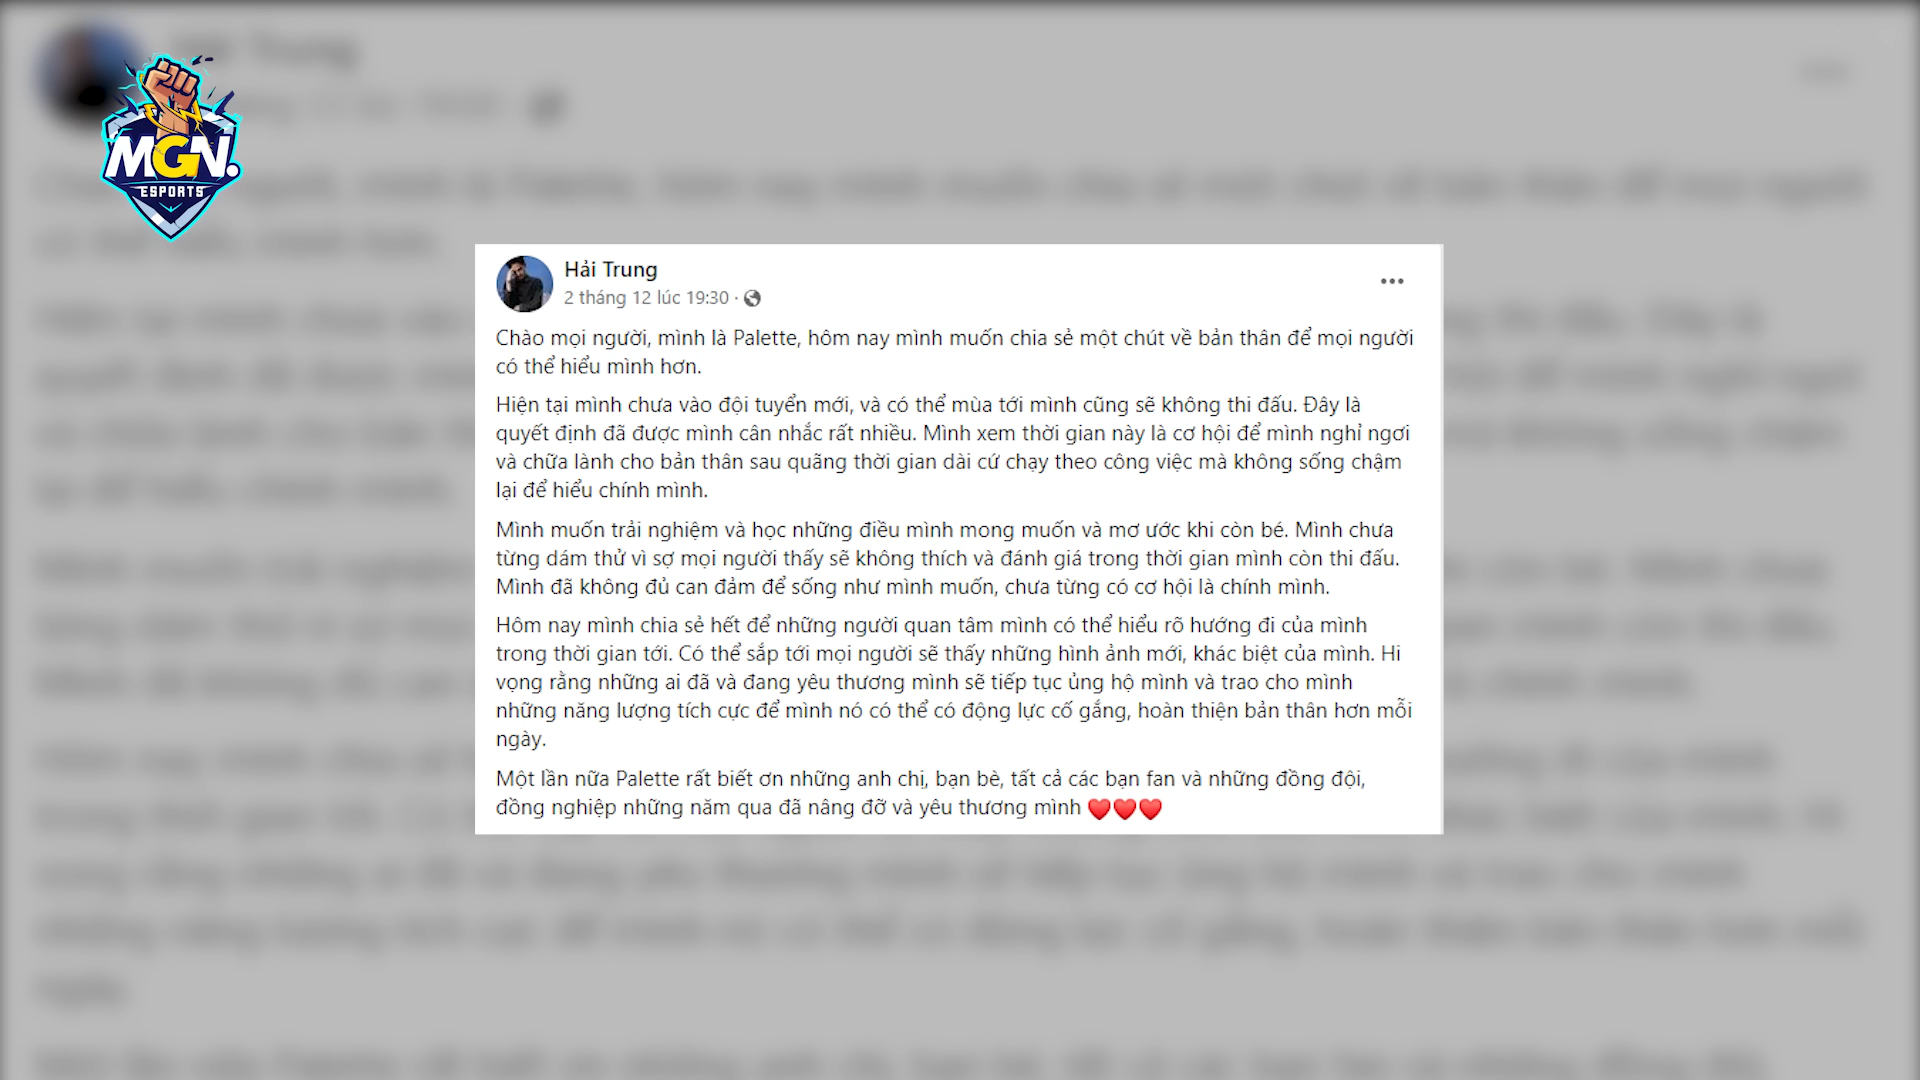 MGN.
ESPORTS
Hải Trung
2 tháng 12 lúc 19:30 ·
Chào mọi người, mình là Palette, hôm nay mình muốn chia sẻ một chút về bản thân để mọi người
có thể hiểu mình hơn.
Hiện tại mình chưa vào đội tuyển mới, và có thể mùa tới mình cũng sẽ không thi đấu. Đây là
quyết định đã được mình cân nhắc rất nhiều. Mình xem thời gian này là cơ hội để mình nghỉ ngơi
và chữa lành cho bản thân sau quãng thời gian dài cứ chạy theo công việc mà không sống chậm
lại để hiểu chính mình.
Mình muốn trải nghiệm và học những điều mình mong muốn và mơ ước khi còn bé. Mình chưa
từng dám thử vì sợ mọi người thấy sẽ không thích và đánh giá trong thời gian mình còn thi đấu.
Mình đã không đủ can đảm để sống như mình muốn, chưa từng có cơ hội là chính mình.
Hôm nay mình chia sẻ hết để những người quan tâm mình có thể hiểu rõ hướng đi của mình
trong thời gian tới. Có thể sắp tới mọi người sẽ thấy những hình ảnh mới, khác biệt của mình. Hi
vọng rằng những ai đã và đang yêu thương mình sẽ tiếp tục ủng hộ mình và trao cho mình
những năng lượng tích cực để mình nó có thể có động lực cố gắng, hoàn thiện bản thân hơn mỗi
ngày.
Một lần nữa Palette rất biết ơn những anh chị, bạn bè, tất cả các bạn fan và những đồng đội,
đồng nghiệp những năm qua đã nâng đỡ và yêu thương mình ❤️❤️❤️